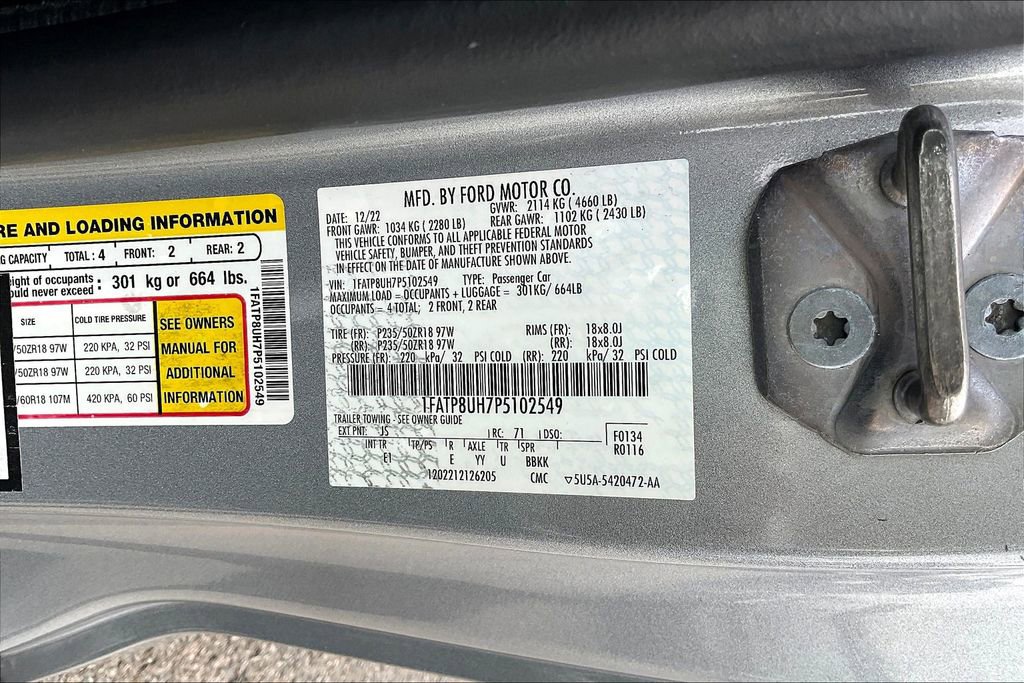 RE AND LOADING INFORMATION
NG CAPACITY TOTAL : 4 FRONT: 2 REAR: 2
eight of occupants
ould never exceed : 301 kg or 664 lbs.
SIZE COLD TIRE PRESSURE
/50ZR18 97W 220 KPA, 32 PSI
/50ZR18 97W 220 KPA, 32 PSI
/60R18 107M 420 KPA, 60 PSI
SEE OWNERS
MANUAL FOR
ADDITIONAL
INFORMATION
1FATP8UH7P5102549
MFD. BY FORD MOTOR CO.
DATE: 12/22 GVWR: 2114 KG ( 4660 LB)
FRONT GAWR: 1034 KG ( 2280 LB) REAR GAWR: 1102 KG ( 2430 LB)
THIS VEHICLE CONFORMS TO ALL APPLICABLE FEDERAL MOTOR
VEHICLE SAFETY, BUMPER, AND THEFT PREVENTION STANDARDS
IN EFFECT ON THE DATE OF MANUFACTURE SHOWN ABOVE.
VIN: 1FATP8UH7P5102549 TYPE: Passenger Car
MAXIMUM LOAD = OCCUPANTS + LUGGAGE = 301KG/ 664LB
OCCUPANTS = 4 TOTAL; 2 FRONT, 2 REAR
TIRE (FR): P235/50ZR18 97W RIMS (FR): 18x8.0J
(RR): P235/50ZR18 97W (RR): 18x8.0J
PRESSURE (FR): 220 kPa/ 32 PSI COLD (RR): 220 kPa/ 32 PSI COLD
1FATP8UH7P5102549
TRAILER TOWING - SEE OWNER GUIDE
EXT PNT: JS RC: 71 DSO: F0134
INT TR TP/PS R AXLE TR SPR R0116
E1 E YY U BBKK
1202212126205 CMC ▽5U5A-5420472-AA